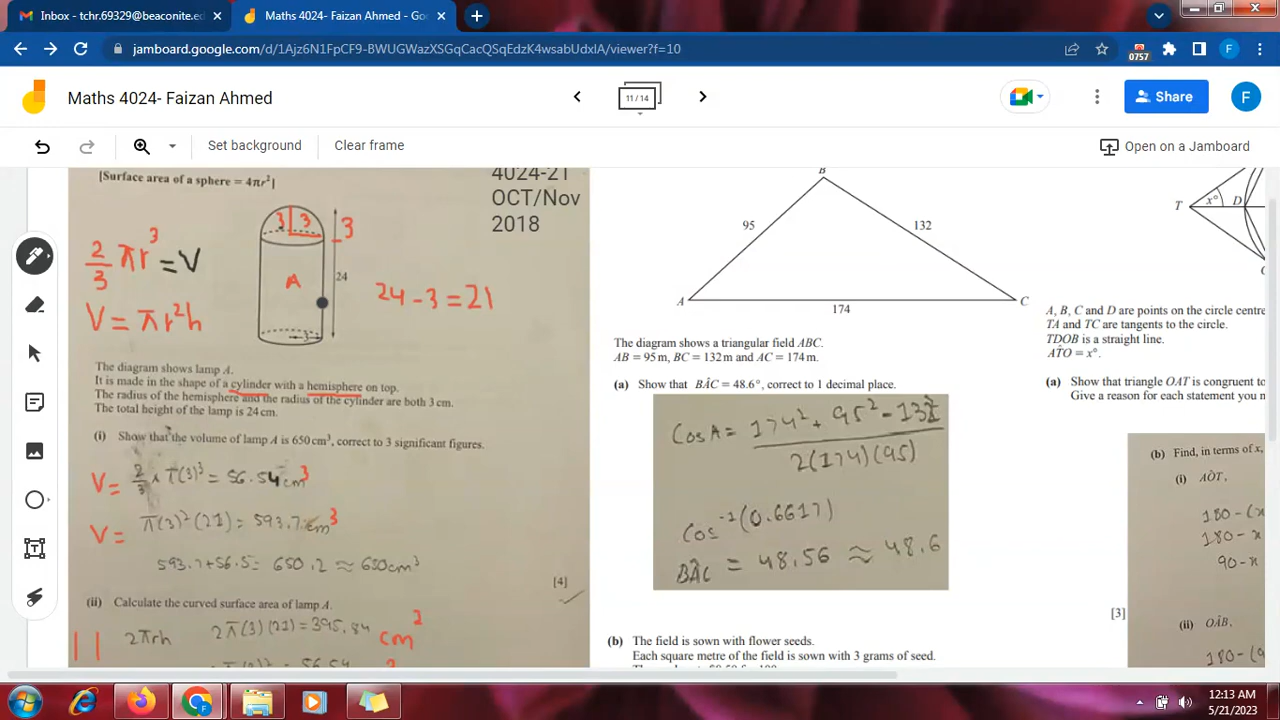 Inbox - tchr.69329@beaconite.ed
Maths 4024- Faizan Ahmed - Goo
jamboard.google.com/d/1Ajz6N1FpCF9-BWUGWazXSGqCacQSqEdzK4wsabUdxIA/viewer?f=10
0757
F
Maths 4024- Faizan Ahmed
11 / 14
Share
F
Set background
Clear frame
Open on a Jamboard
[Surface area of a sphere = 4πr²]
4024-21
OCT/Nov
2018
2/3 πr³ = V
V = πr²h
3 3
3
A
24
3
24 - 3 = 21
The diagram shows lamp A.
It is made in the shape of a cylinder with a hemisphere on top.
The radius of the hemisphere and the radius of the cylinder are both 3 cm.
The total height of the lamp is 24 cm.
(i) Show that the volume of lamp A is 650 cm³, correct to 3 significant figures.
V = 2/3 × π(3)³ = 56.54 cm³
V = π(3)²(21) = 593.7 cm³
593.7 + 56.5 = 650.2 ≈ 650 cm³
[4]
(ii) Calculate the curved surface area of lamp A.
2πrh 2π(3)(21) = 395.84 cm²
B
95
132
A
C
174
The diagram shows a triangular field ABC.
AB = 95 m, BC = 132 m and AC = 174 m.
(a) Show that BÂC = 48.6°, correct to 1 decimal place.
Cos A = 174² + 95² - 132² / 2(174)(95)
Cos⁻¹(0.6617)
BÂC = 48.56 ≈ 48.6
[3]
(b) The field is sown with flower seeds.
Each square metre of the field is sown with 3 grams of seed.
T
x°
D
A, B, C and D are points on the circle centre
TA and TC are tangents to the circle.
TDOB is a straight line.
AT̂O = x°.
(a) Show that triangle OAT is congruent to
Give a reason for each statement you m
(b) Find, in terms of x,
(i) AÔT,
180 - (x
180 - x
90 - x
(ii) OÂB.
180 - (9
12:13 AM
5/21/2023